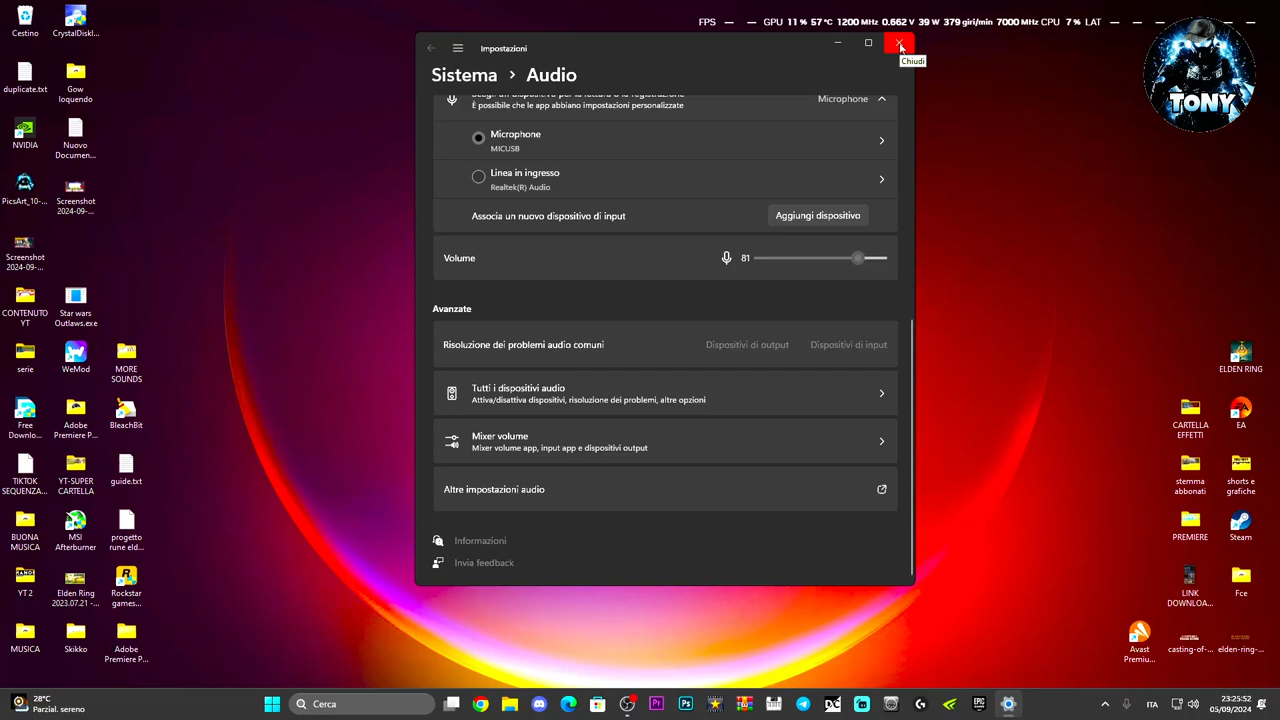 FPS — — GPU 11 % 57 °C 1200 MHz 0.662 V 39 W 379 giri/min 7000 MHz CPU 7 % LAT — — — — —
Impostazioni
Chiudi
Sistema > Audio
TONY
È possibile che le app abbiano impostazioni personalizzate
Microphone
Microphone
MICUSB
Linea in ingresso
Realtek(R) Audio
Associa un nuovo dispositivo di input
Aggiungi dispositivo
Volume
81
Avanzate
Risoluzione dei problemi audio comuni
Dispositivi di output
Dispositivi di input
Tutti i dispositivi audio
Attiva/disattiva dispositivi, risoluzione dei problemi, altre opzioni
Mixer volume
Mixer volume app, input app e dispositivi output
Altre impostazioni audio
Informazioni
Invia feedback
Cestino
CrystalDiskI...
duplicate.txt
Gow
loquendo
NVIDIA
Nuovo
Documen...
PicsArt_10-...
Screenshot
2024-09-...
Screenshot
2024-09-...
CONTENUTO
YT
Star wars
Outlaws.exe
serie
WeMod
MORE
SOUNDS
Free
Downlo...
Adobe
Premiere P...
BleachBit
TIKTOK
SEQUENZA...
YT-SUPER
CARTELLA
guide.txt
BUONA
MUSICA
MSI
Afterburner
progetto
rune eld...
YT 2
Elden Ring
2023.07.21 -...
Rockstar
games...
MUSICA
Skikko
Adobe
Premiere P...
ELDEN RING
CARTELLA
EFFETTI
EA
stemma
abbonati
shorts e
grafiche
PREMIERE
Steam
LINK
DOWNLOA...
Fce
Avast
Premiu...
casting-of-...
elden-ring-...
28°C
Parzial. sereno
Cerca
ITA
23:25:52
05/09/2024